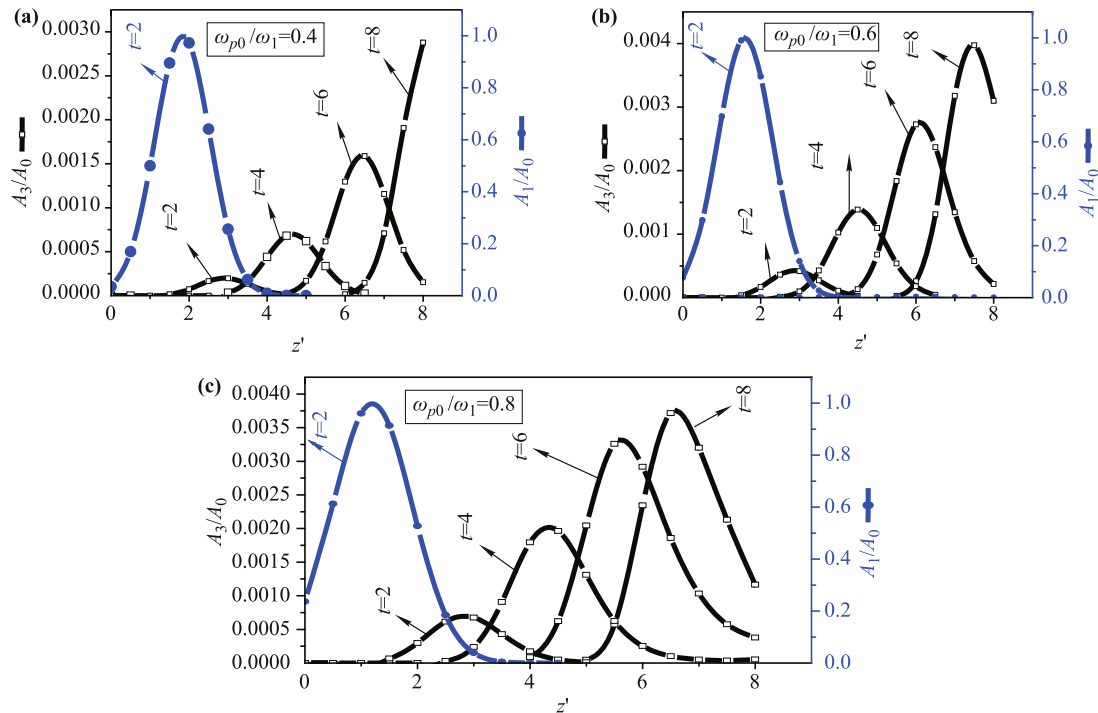 (a)
ω_p0/ω_1=0.4
t=2
t=2
t=4
t=6
t=8
0.0030
0.0025
0.0020
0.0015
0.0010
0.0005
0.0000
A_3/A_0
0 2 4 6 8
z'
1.0
0.8
0.6
0.4
0.2
0.0
A_1/A_0
(b)
ω_p0/ω_1=0.6
t=2
t=2
t=4
t=6
t=8
0.004
0.003
0.002
0.001
0.000
A_3/A_0
0 2 4 6 8
z'
1.0
0.8
0.6
0.4
0.2
0.0
A_1/A_0
(c)
ω_p0/ω_1=0.8
t=2
t=2
t=4
t=6
t=8
0.0040
0.0035
0.0030
0.0025
0.0020
0.0015
0.0010
0.0005
0.0000
A_3/A_0
0 2 4 6 8
z'
1.0
0.8
0.6
0.4
0.2
0.0
A_1/A_0